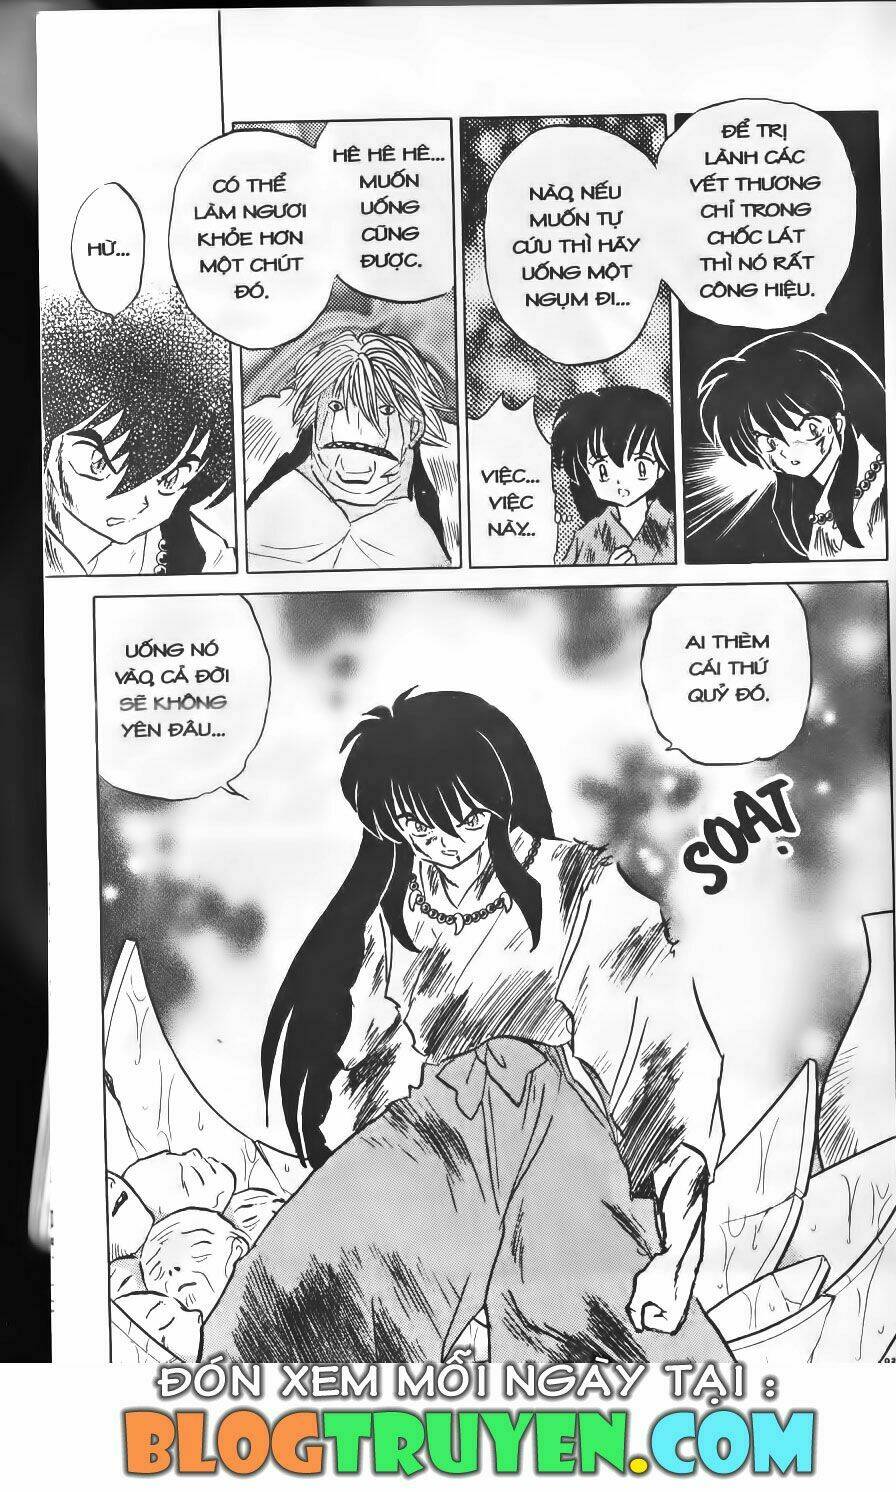 ĐỂ TRỊ
LÀNH CÁC
VẾT THƯƠNG
CHỈ TRONG
CHỐC LÁT
THÌ NÓ RẤT
CÔNG HIỆU.
NÀO, NẾU
MUỐN TỰ
CỨU THÌ HÃY
UỐNG MỘT
NGỤM ĐI...
VIỆC...
VIỆC
NÀY...
HÊ HÊ HÊ...
MUỐN
UỐNG
CŨNG
ĐƯỢC.
CÓ THỂ
LÀM NGƯƠI
KHỎE HƠN
MỘT CHÚT
ĐÓ.
HỪ...
AI THÈM
CÁI THỨ
QUỶ ĐÓ.
SOẠT
UỐNG NÓ
VÀO, CẢ ĐỜI
SẼ KHÔNG
YÊN ĐÂU...
ĐÓN XEM MỖI NGÀY TẠI :
BLOGTRUYEN.COM